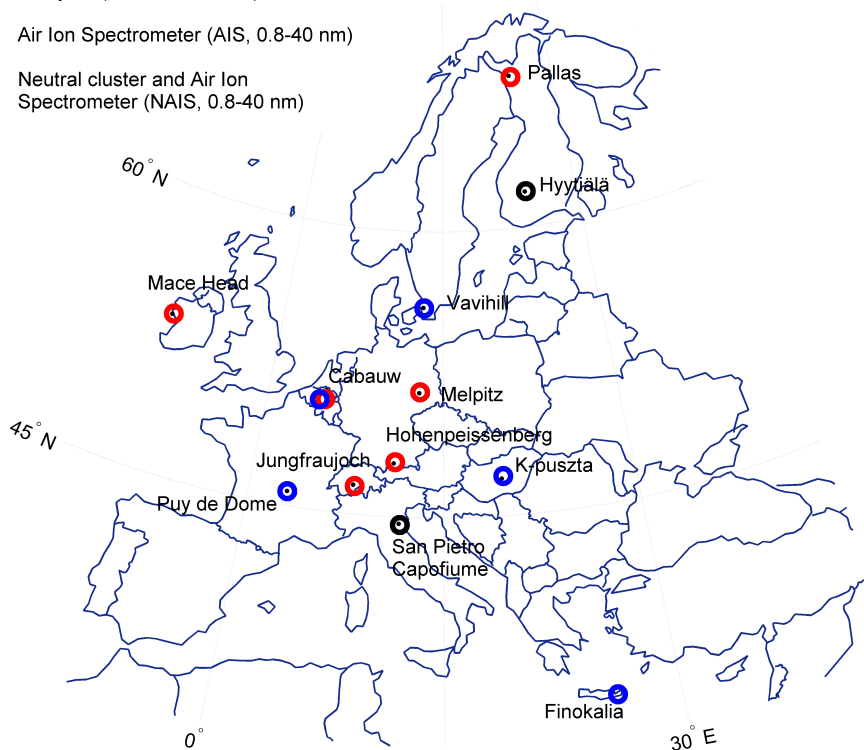 Air Ion Spectrometer (AIS, 0.8-40 nm)
Neutral cluster and Air Ion
Spectrometer (NAIS, 0.8-40 nm)
Pallas
60°N
Hyytiälä
Mace Head
Vavihill
Cabauw
Melpitz
45°N
Hohenpeissenberg
Jungfraujoch
K-puszta
Puy de Dome
San Pietro
Capofiume
Finokalia
0°
30°E